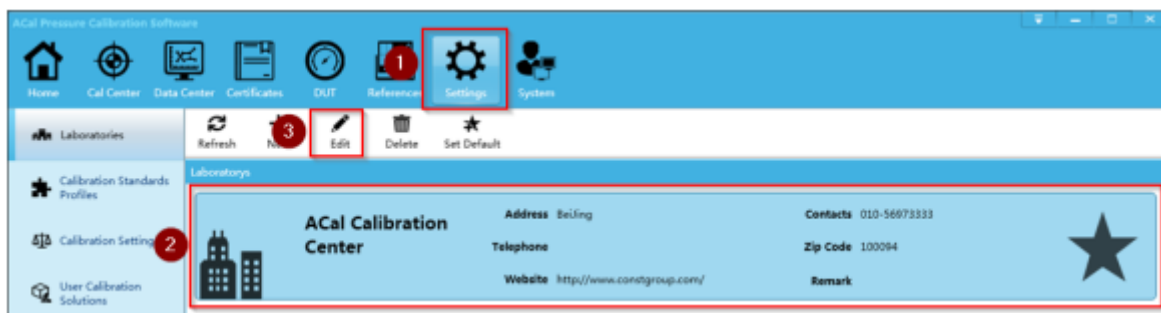 ACal Pressure Calibration Software
1
Home Cal Center Data Center Certificates DUT References Settings System
Laboratories
3
Refresh Edit Delete Set Default
Laboratorys
Calibration Standards
Profiles
2
Calibration Setting
User Calibration
Solutions
ACal Calibration
Center
Address BeiJing
Telephone
Website http://www.constgroup.com/
Contacts 010-56973333
Zip Code 100094
Remark